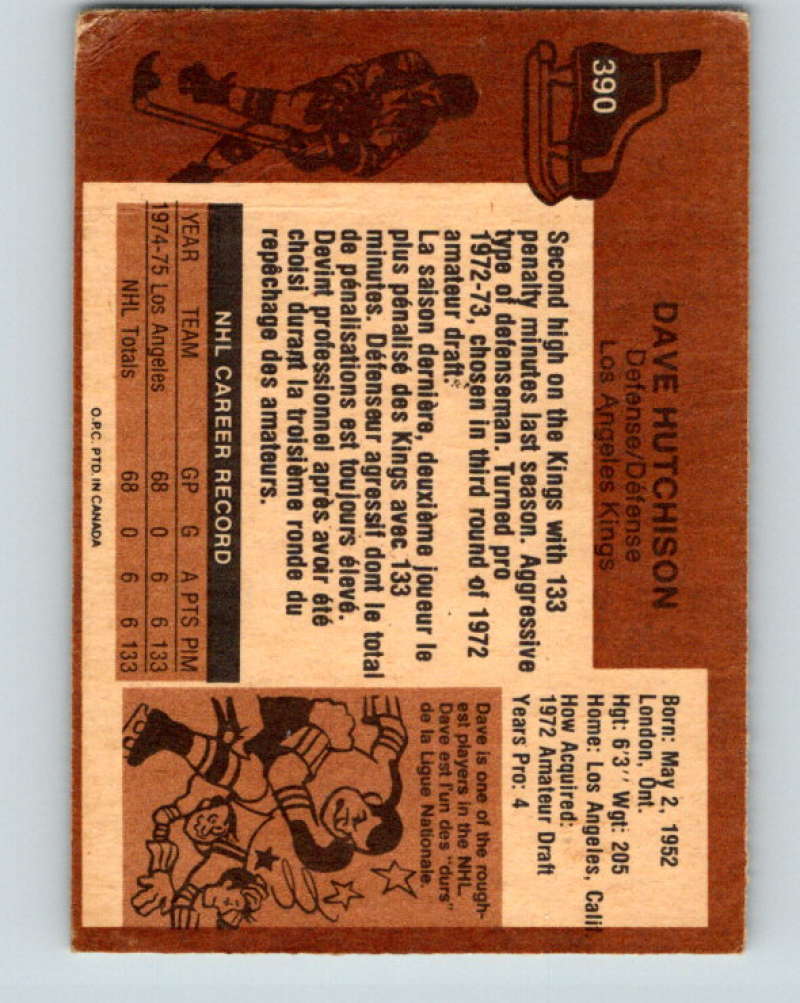 390
DAVE HUTCHISON
Defense/Défense
Los Angeles Kings
Born: May 2, 1952
London, Ont.
Hgt: 6'3'' Wgt: 205
Home: Los Angeles, Calif
How Acquired:
1972 Amateur Draft
Years Pro: 4
Second high on the Kings with 133
penalty minutes last season. Aggressive
type of defenseman. Turned pro
1972-73, chosen in third round of 1972
amateur draft.
La saison dernière, deuxième joueur le
plus pénalisé des Kings avec 133
minutes. Défenseur agressif dont le total
de pénalisations est toujours élevé.
Devint professionnel après avoir été
choisi durant la troisième ronde du
repêchage des amateurs.
NHL CAREER RECORD
YEAR TEAM GP G A PTS PIM
1974-75 Los Angeles 68 0 6 6 133
NHL Totals 68 0 6 6 133
O.P.C. PTD. IN CANADA
Dave is one of the rough-
est players in the NHL.
Dave est l'un des "durs"
de la Ligue Nationale.